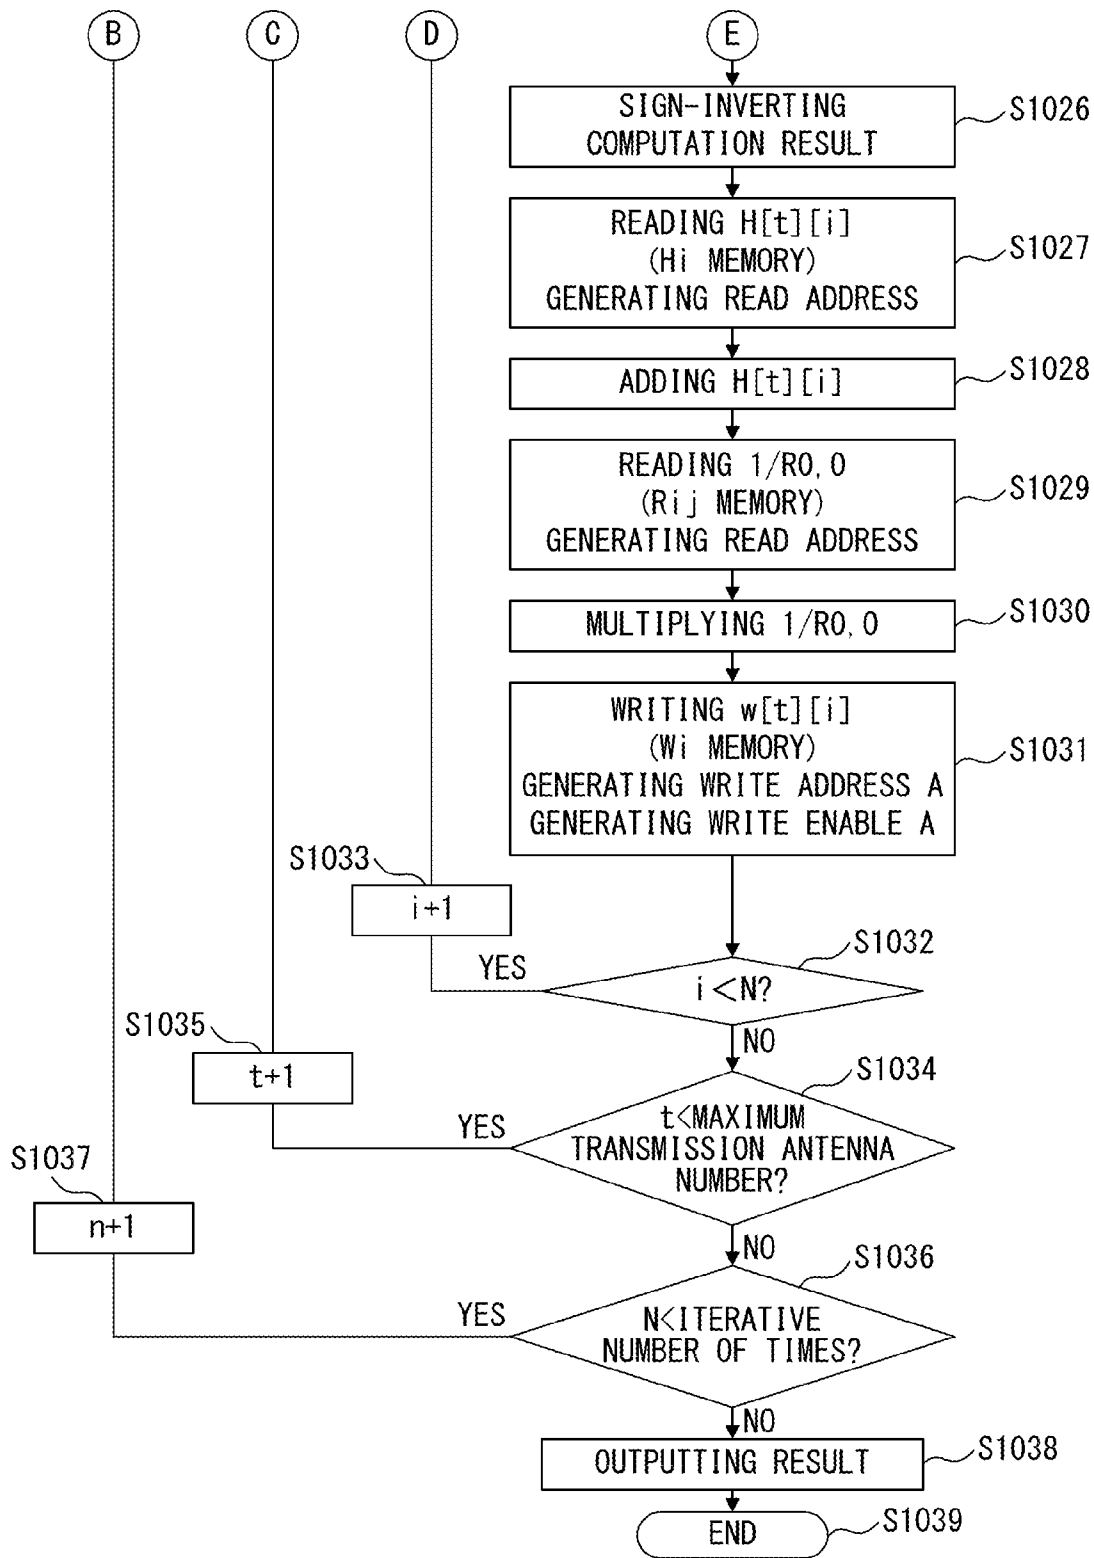 B
C
D
E
SIGN-INVERTING
COMPUTATION RESULT
S1026
READING H[t][i]
(Hi MEMORY)
GENERATING READ ADDRESS
S1027
ADDING H[t][i]
S1028
READING 1/R0,0
(Rij MEMORY)
GENERATING READ ADDRESS
S1029
MULTIPLYING 1/R0,0
S1030
WRITING w[t][i]
(Wi MEMORY)
GENERATING WRITE ADDRESS A
GENERATING WRITE ENABLE A
S1031
S1033
i+1
S1032
YES
i<N?
NO
S1035
t+1
S1034
YES
t<MAXIMUM
TRANSMISSION ANTENNA
NUMBER?
NO
S1037
n+1
S1036
YES
N<ITERATIVE
NUMBER OF TIMES?
NO
OUTPUTTING RESULT
S1038
END
S1039